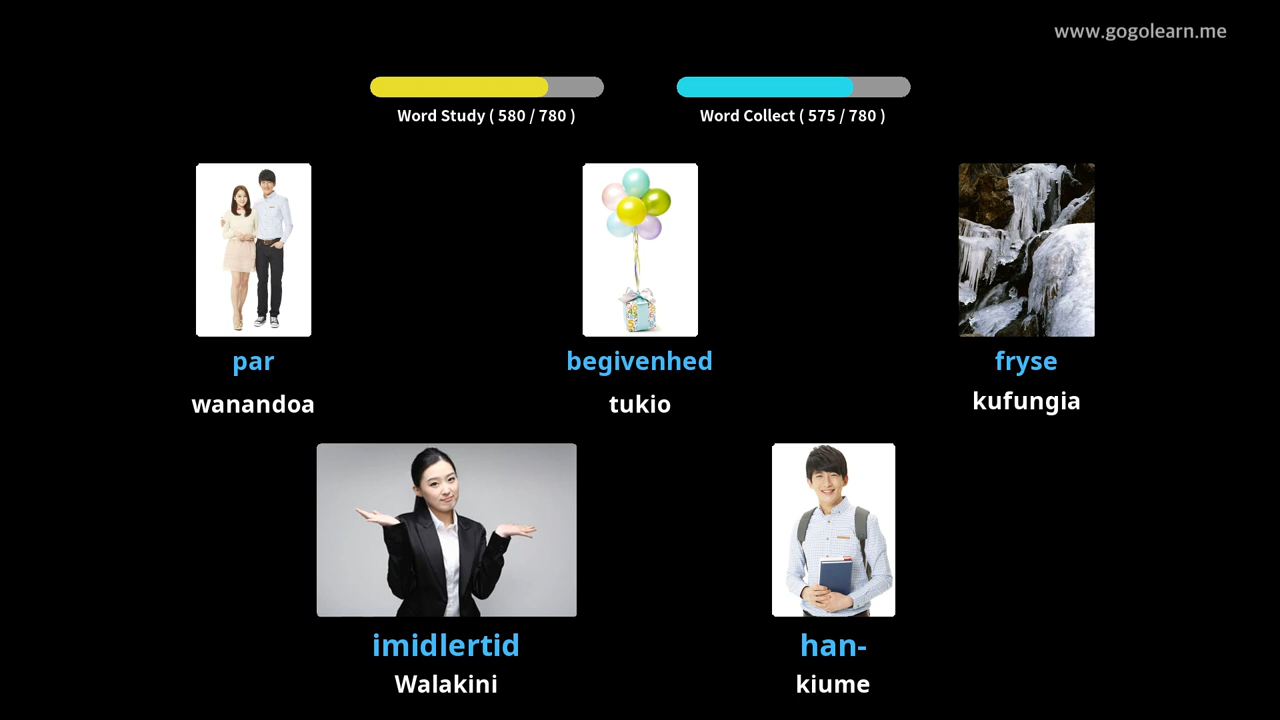 www.gogolearn.me
Word Study ( 580 / 780 )
Word Collect ( 575 / 780 )
par
begivenhed
fryse
wanandoa
tukio
kufungia
imidlertid
han-
Walakini
kiume